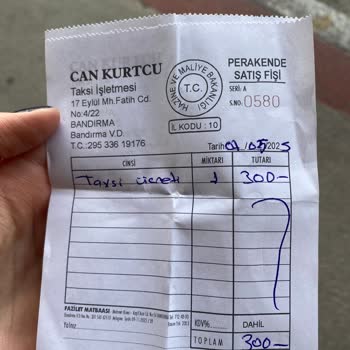 CAN KURTCU
Taksi İşletmesi
17 Eylül Mh.Fatih Cd.
No:4/22
BANDIRMA
Bandırma V.D.
T.C.:295 336 19176
HAZİNE VE MALİYE BAKANLIĞI
T.C.
İL KODU : 10
PERAKENDE
SATIŞ FİŞİ
SERİ: A
S.NO: 0580
Tarih
CİNSİ MİKTARI TUTARI
Taksi ücreti 1 300-
FAZİLET MATBAASI
Yalnız
KDV%....... DAHİL
TOPLAM 300-